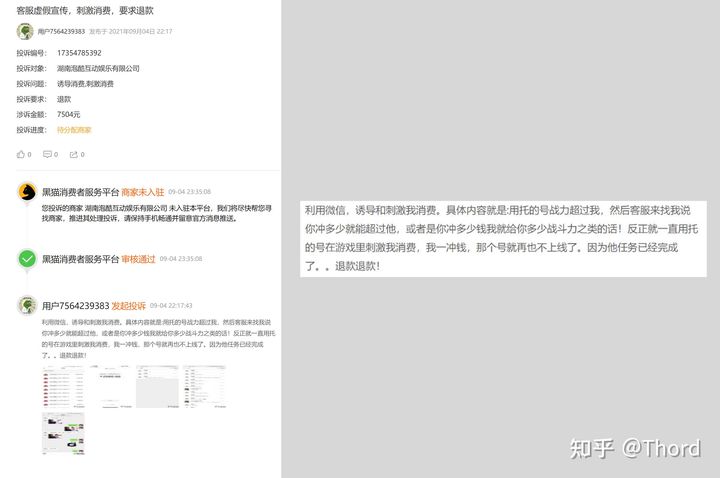 客服虚假宣传，刺激消费，要求退款
用户7564239383 发布于 2021年09月04日 22:17
投诉编号： 17354785392
投诉对象： 湖南泡酷互动娱乐有限公司
投诉问题： 诱导消费,刺激消费
投诉要求： 退款
涉诉金额： 7504元
投诉进度： 待分配商家
0 0 0
黑猫消费者服务平台 商家未入驻 09-04 23:35:08
您投诉的商家 湖南泡酷互动娱乐有限公司 未入驻本平台，我们将尽快帮您寻
找商家，推进其处理投诉，请保持手机畅通并留意官方消息推送。
黑猫消费者服务平台 审核通过 09-04 23:35:08
用户7564239383 发起投诉 09-04 22:17:43
利用微信，诱导和刺激我消费。具体内容就是:用托的号战力超过我，然后客服来找我说
你冲多少就能超过他，或者是你冲多少钱我就给你多少战斗力之类的话！反正就一直用托
的号在游戏里刺激我消费，我一冲钱，那个号就再也不上线了。因为他任务已经完成
了。。退款退款！
利用微信，诱导和刺激我消费。具体内容就是:用托的号战力超过我，然后客服来找我说
你冲多少就能超过他，或者是你冲多少钱我就给你多少战斗力之类的话！反正就一直用托
的号在游戏里刺激我消费，我一冲钱，那个号就再也不上线了。因为他任务已经完成
了。。退款退款！
知乎 @Thord